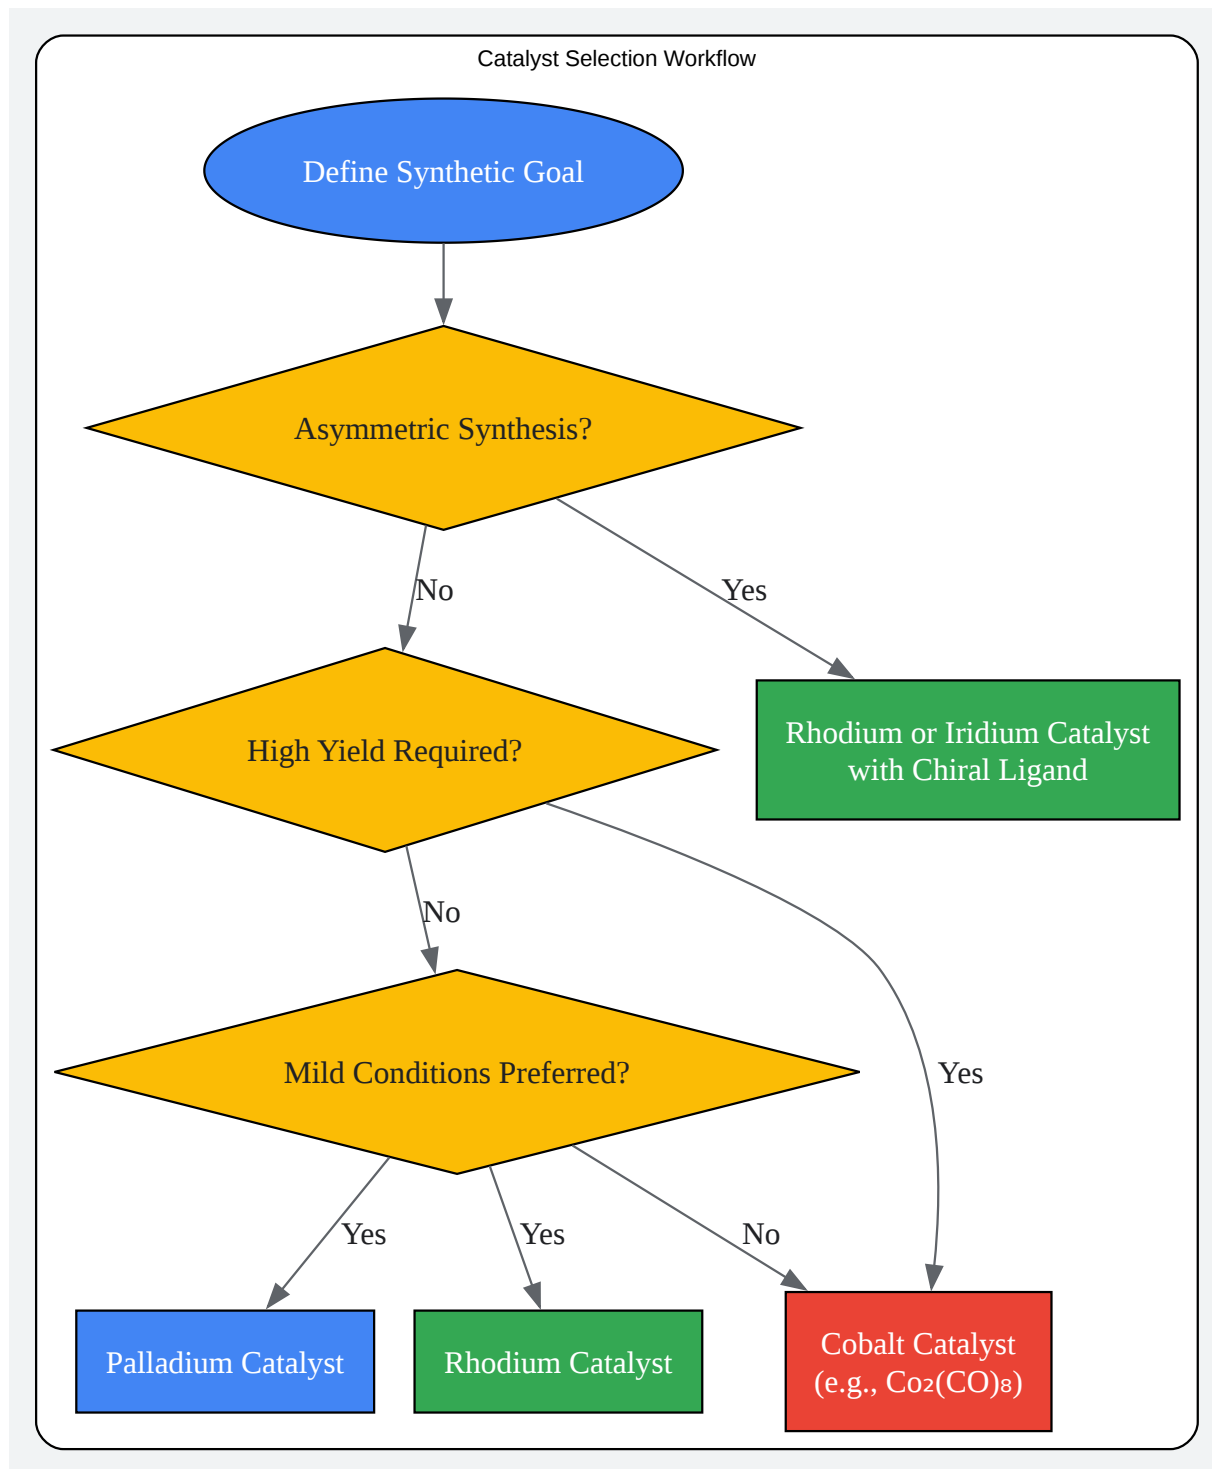 Catalyst Selection Workflow
Define Synthetic Goal
Asymmetric Synthesis?
No
Yes
High Yield Required?
Rhodium or Iridium Catalyst
with Chiral Ligand
No
Mild Conditions Preferred?
Yes
Yes
Yes
No
Palladium Catalyst
Rhodium Catalyst
Cobalt Catalyst
(e.g., Co₂(CO)₈)